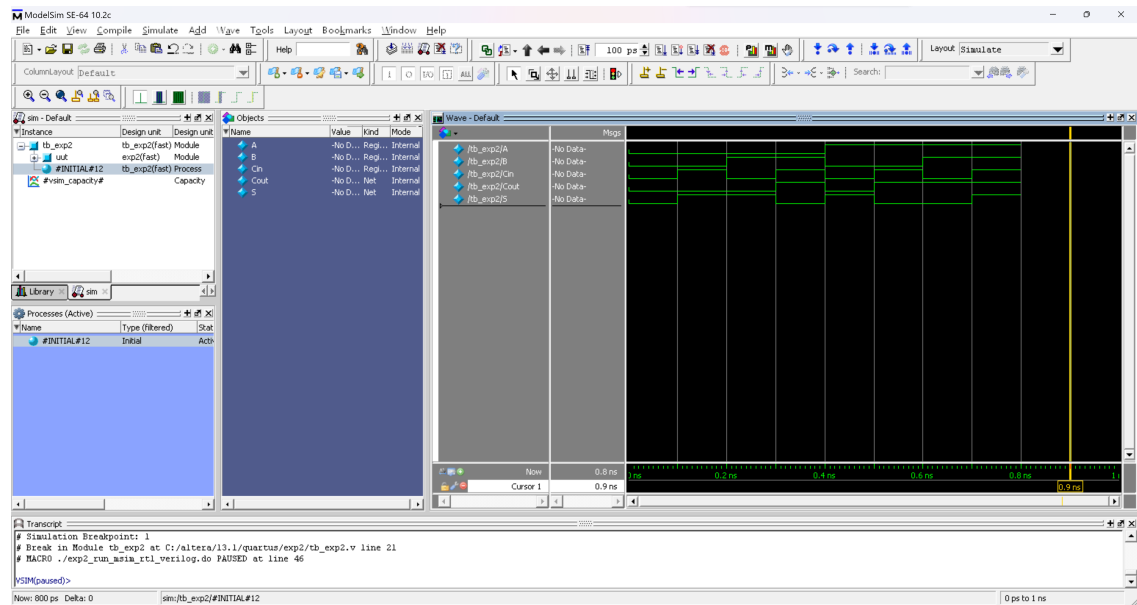 ModelSim SE-64 10.2c
File Edit View Compile Simulate Add Wave Tools Layout Bookmarks Window Help
Help 100 ps Layout Simulate
ColumnLayout Default Search:
sim - Default
Instance Design unit Design unit
tb_exp2 tb_exp2(fast) Module
uut exp2(fast) Module
#INITIAL#12 tb_exp2(fast) Process
#vsim_capacity# Capacity
Library sim
Processes (Active)
Name Type (filtered) Stat
#INITIAL#12 Initial Activ
Objects
Name Value Kind Mode
A -No D... Regi... Internal
B -No D... Regi... Internal
Cin -No D... Regi... Internal
Cout -No D... Net Internal
S -No D... Net Internal
Wave - Default
Msgs
/tb_exp2/A -No Data-
/tb_exp2/B -No Data-
/tb_exp2/Cin -No Data-
/tb_exp2/Cout -No Data-
/tb_exp2/S -No Data-
Now 0.8 ns ns 0.2 ns 0.4 ns 0.6 ns 0.8 ns 1
Cursor 1 0.9 ns 0.9 ns
Transcript
# Simulation Breakpoint: 1
# Break in Module tb_exp2 at C:/altera/13.1/quartus/exp2/tb_exp2.v line 21
# MACRO ./exp2_run_msim_rtl_verilog.do PAUSED at line 46
VSIM(paused)>
Now: 800 ps Delta: 0 sim:/tb_exp2/#INITIAL#12 0 ps to 1 ns